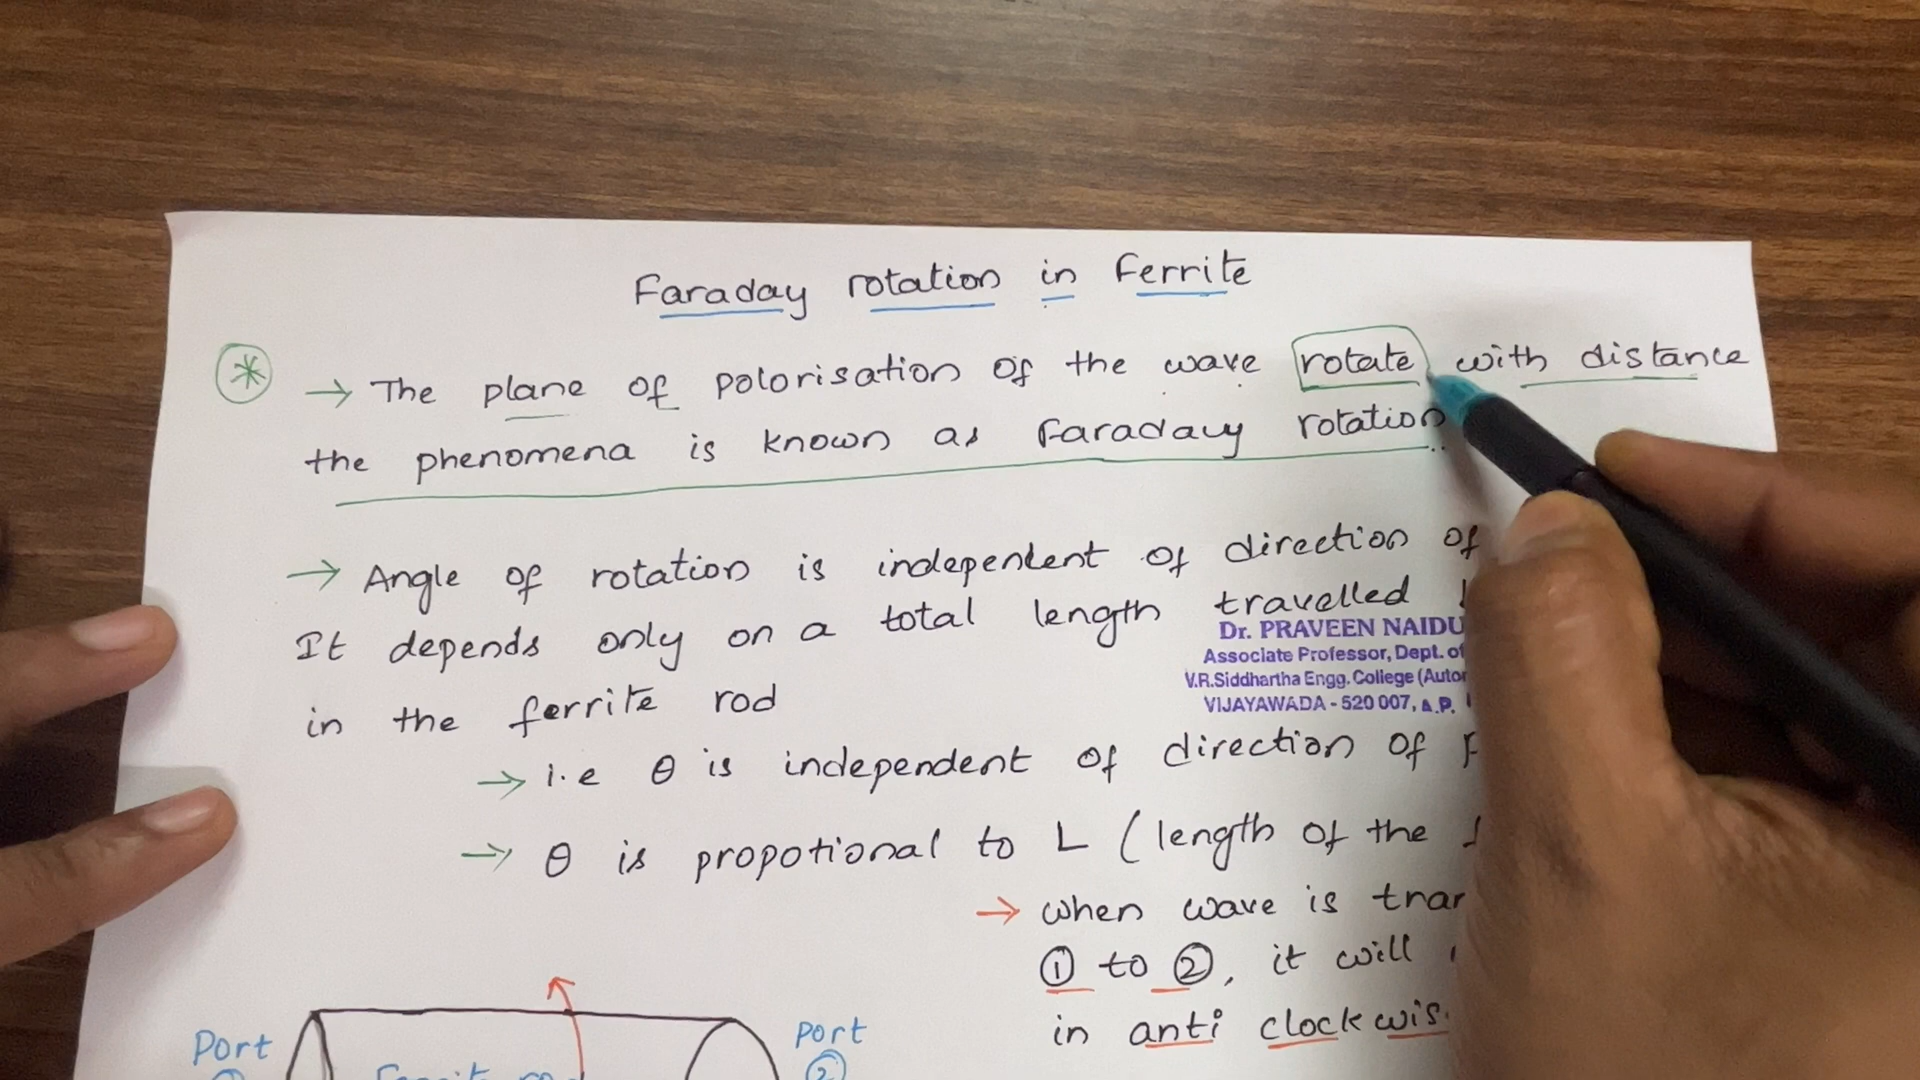 Faraday rotation in Ferrite
→ The plane of polorisation of the wave rotate with distance
the phenomena is known as Faraday rotation
→ Angle of rotation is independent of direction of
It depends only on a total length travelled
Dr. PRAVEEN NAIDU
Associate Professor, Dept. of
V.R.Siddhartha Engg. College (Autor
VIJAYAWADA - 520 007, A.P.
in the ferrite rod
→ i.e θ is independent of direction of
→ θ is propotional to L (length of the
→ when wave is tran
① to ②, it will
in anti clockwis
Port
Port
②